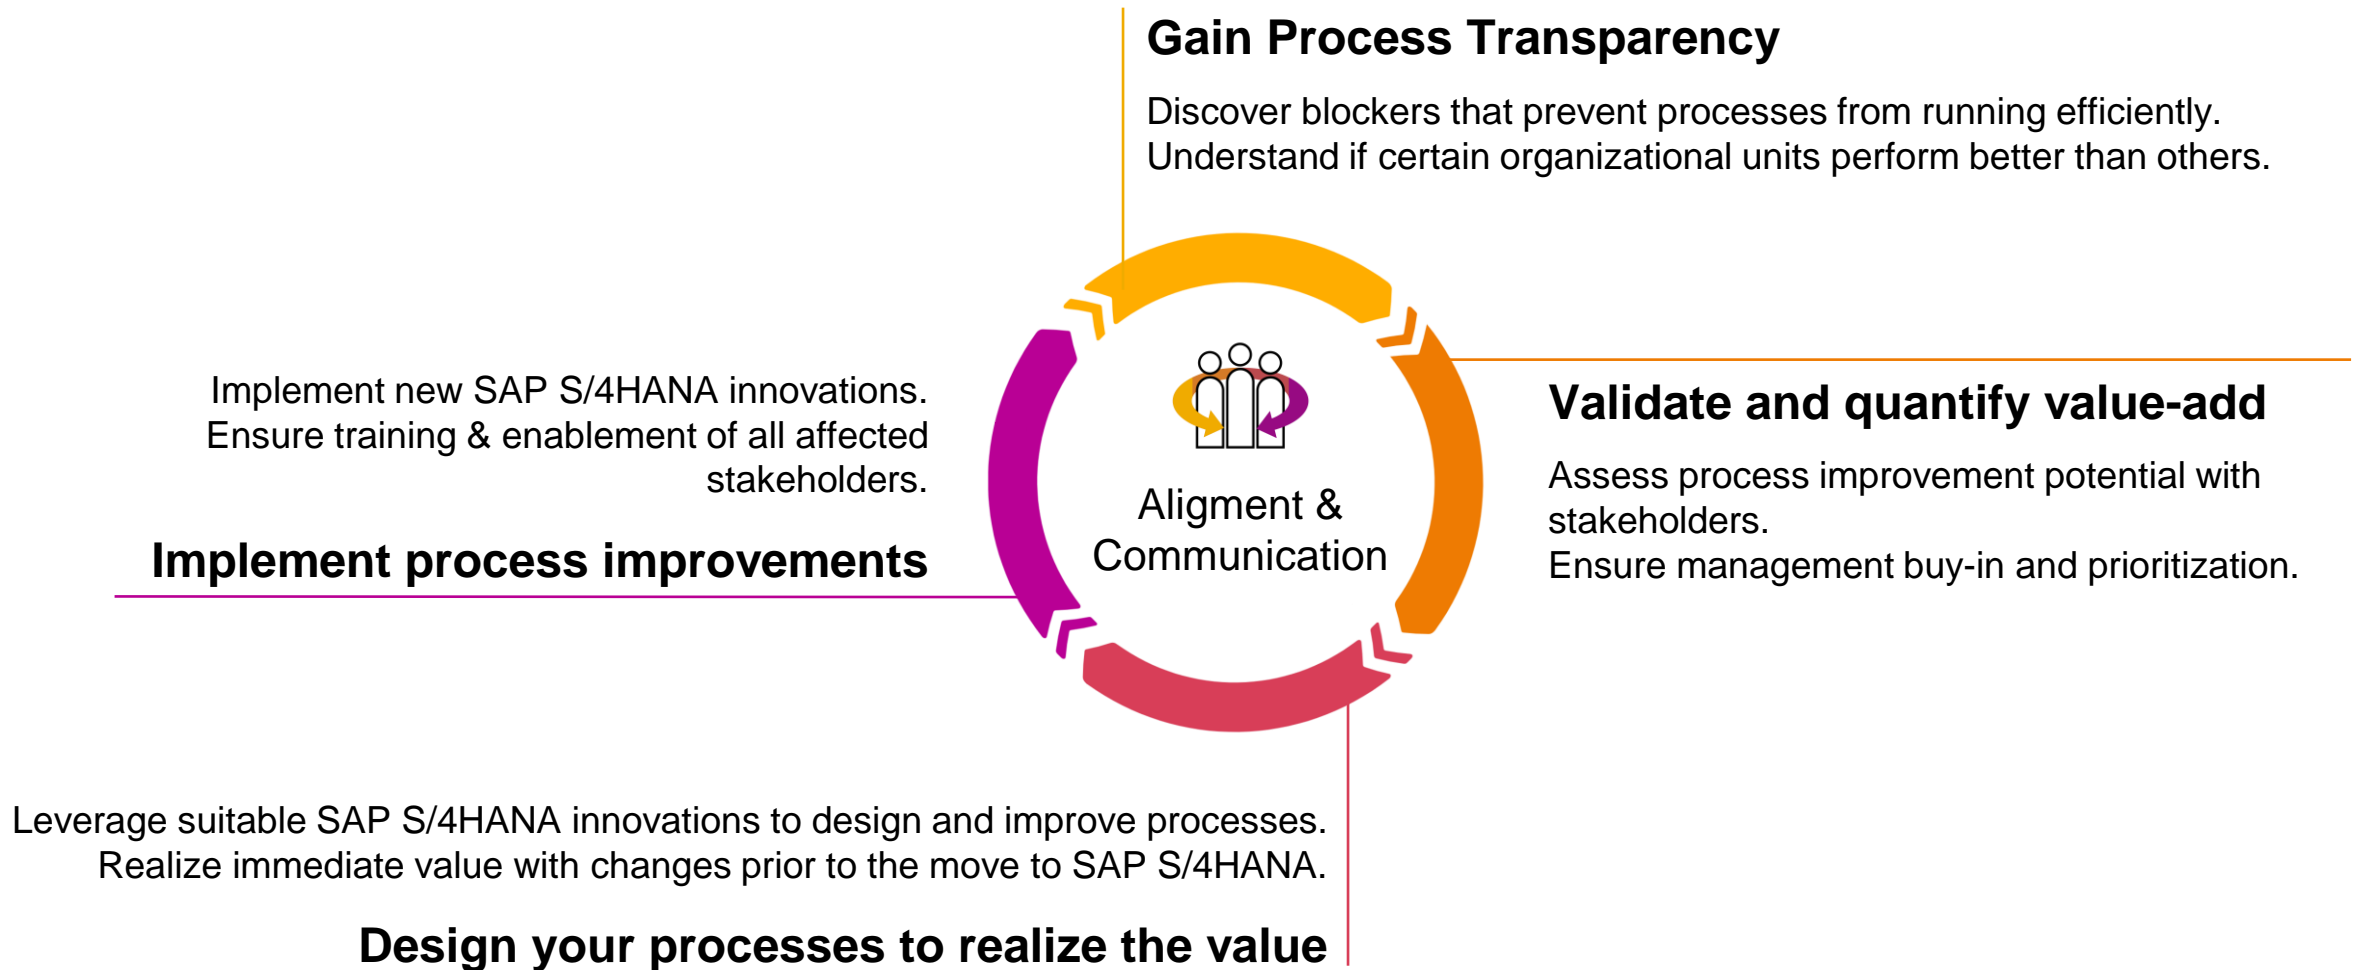 Gain Process Transparency
Discover blockers that prevent processes from running efficiently.
Understand if certain organizational units perform better than others.
Validate and quantify value-add
Assess process improvement potential with
stakeholders.
Ensure management buy-in and prioritization.
Aligment &
Communication
Implement new SAP S/4HANA innovations.
Ensure training & enablement of all affected
stakeholders.
Implement process improvements
Leverage suitable SAP S/4HANA innovations to design and improve processes.
Realize immediate value with changes prior to the move to SAP S/4HANA.
Design your processes to realize the value